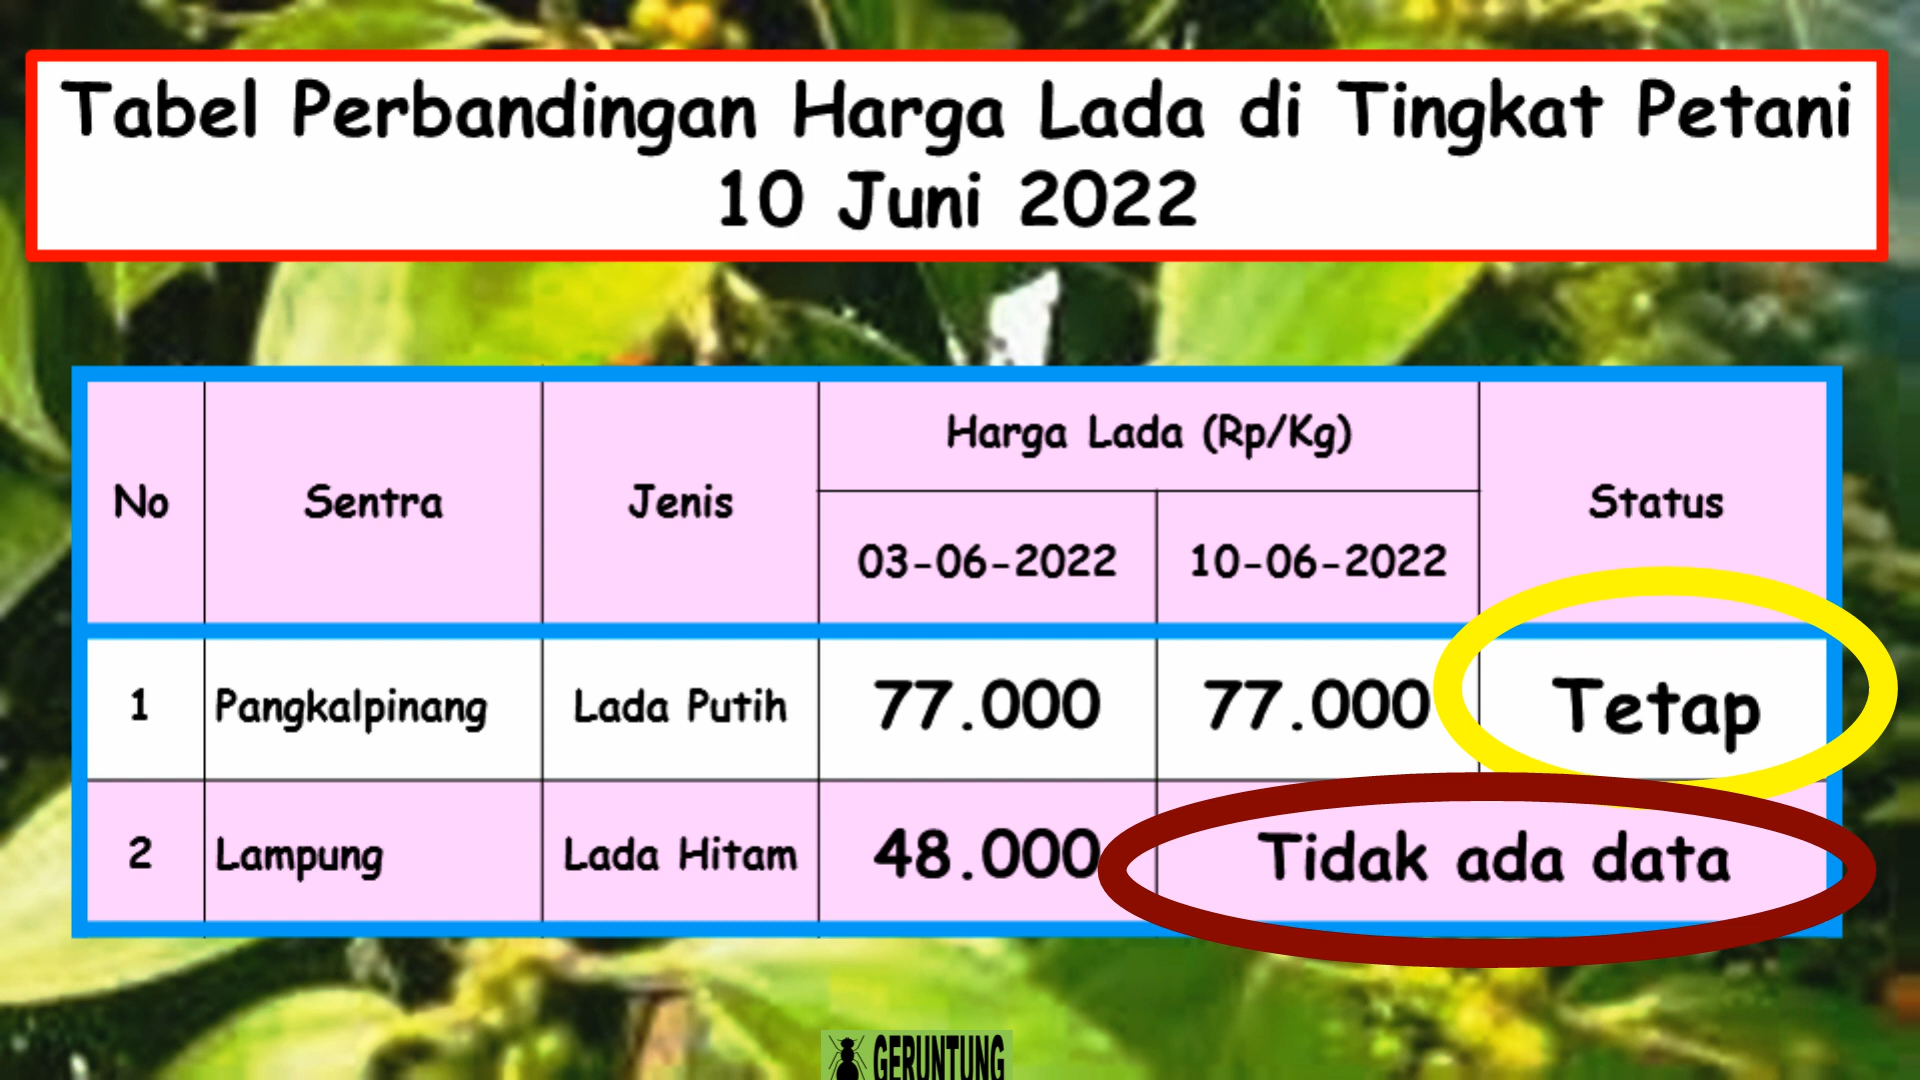 Tabel Perbandingan Harga Lada di Tingkat Petani
10 Juni 2022
No Sentra Jenis Harga Lada (Rp/Kg) Status
03-06-2022 10-06-2022
1 Pangkalpinang Lada Putih 77.000 77.000 Tetap
2 Lampung Lada Hitam 48.000 Tidak ada data
GERUNTUNG